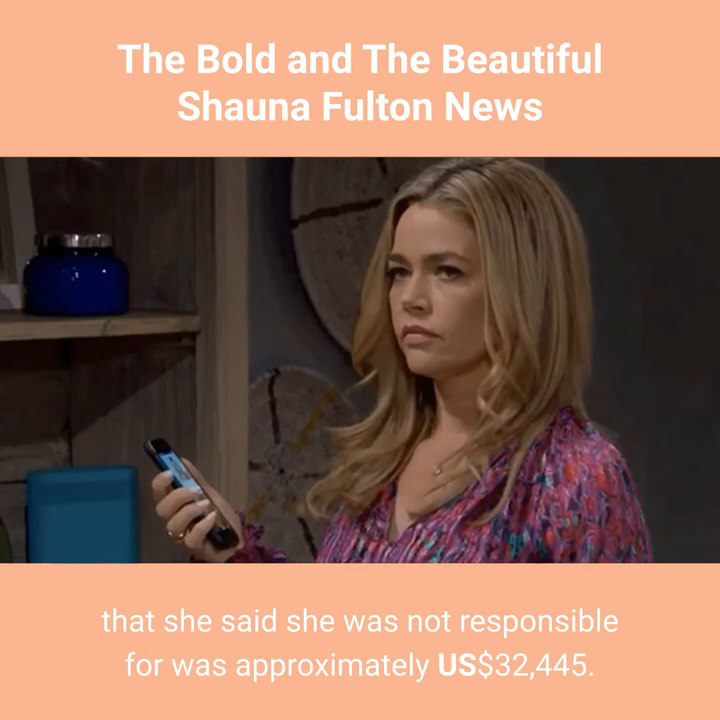 The Bold and The Beautiful
Shauna Fulton News
that she said she was not responsible
for was approximately US$32,445.